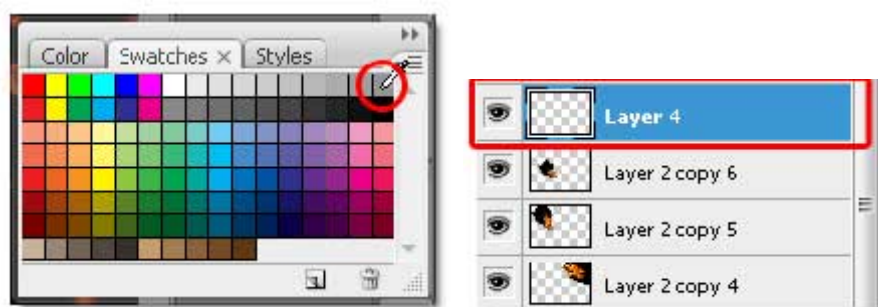 Color Swatches × Styles
Layer 4
Layer 2 copy 6
Layer 2 copy 5
Layer 2 copy 4